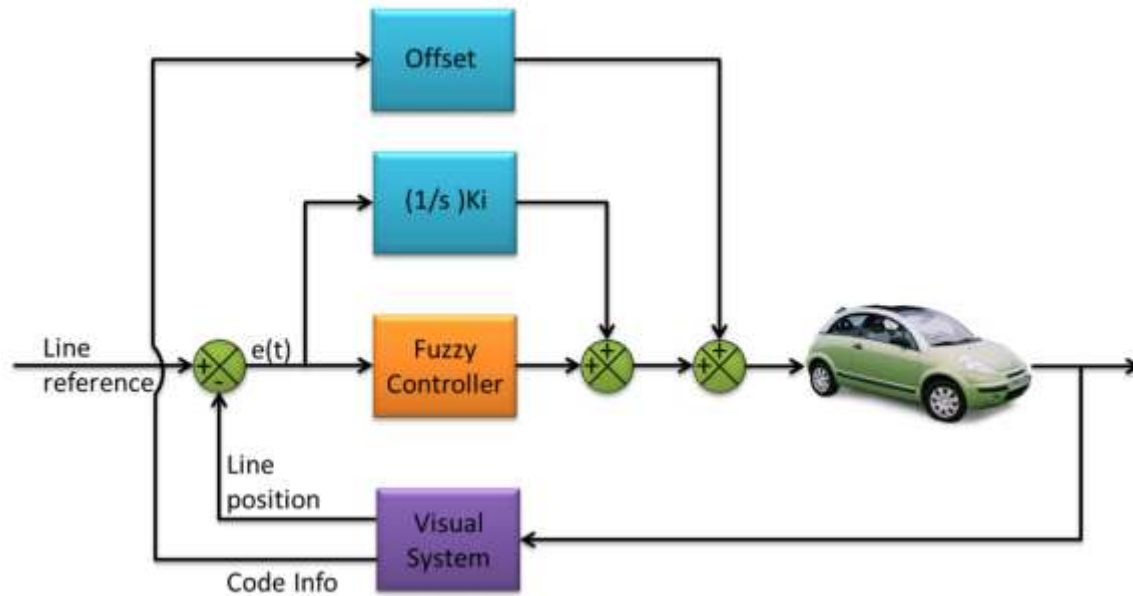 Offset
(1/s )Ki
Line
reference
+
-
e(t)
Fuzzy
Controller
+
+
+
+
Line
position
Visual
System
Code Info